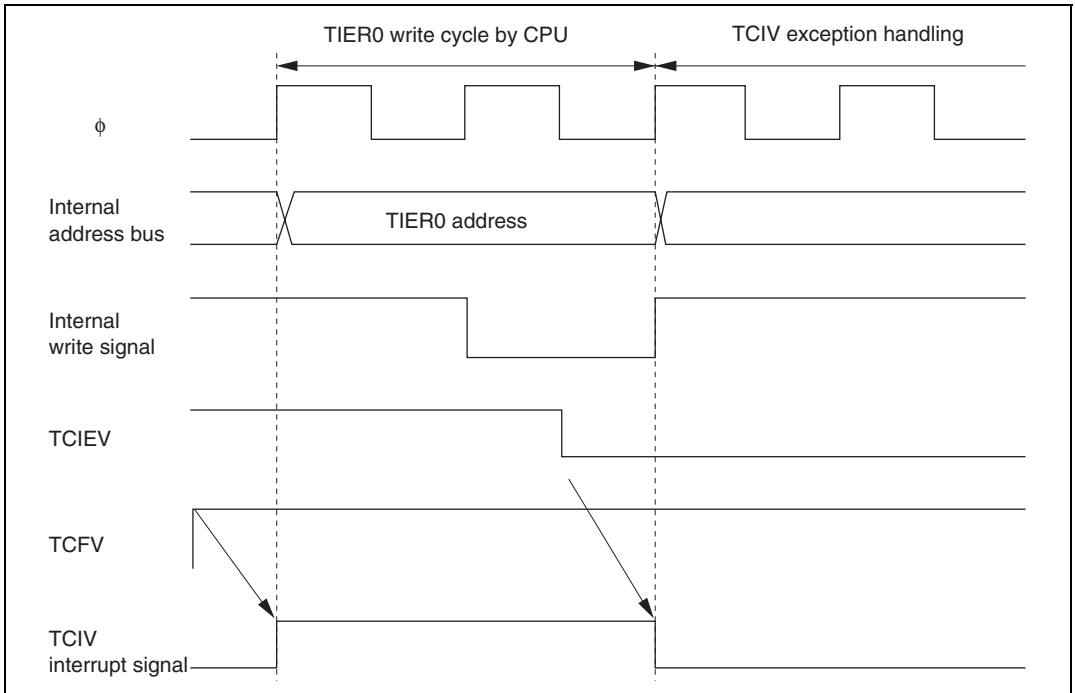 TIER0 write cycle by CPU
TCIV exception handling
ϕ
Internal
address bus
TIER0 address
Internal
write signal
TCIEV
TCFV
TCIV
interrupt signal